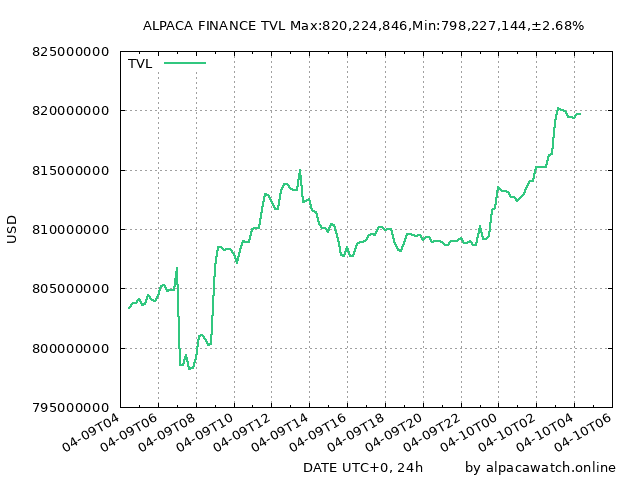 ALPACA FINANCE TVL Max:820,224,846,Min:798,227,144,±2.68%
825000000
TVL
820000000
815000000
810000000
USD
805000000
800000000
795000000
04-09T04
04-09T06
04-09T08
04-09T10
04-09T12
04-09T14
04-09T16
04-09T18
04-09T20
04-09T22
04-10T00
04-10T02
04-10T04
04-10T06
DATE UTC+0, 24h
by alpacawatch.online